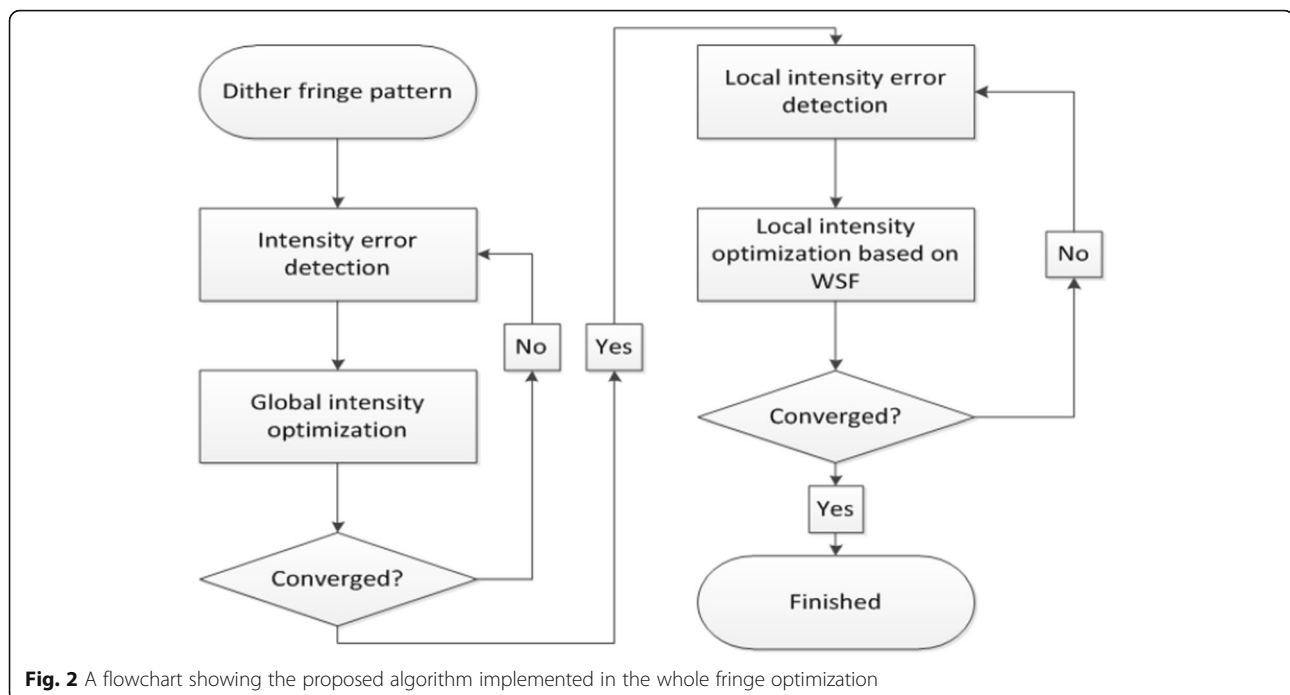 Dither fringe pattern
Intensity error
detection
Global intensity
optimization
Converged?
No
Yes
Local intensity error
detection
Local intensity
optimization based on
WSF
Converged?
No
Yes
Finished
Fig. 2 A flowchart showing the proposed algorithm implemented in the whole fringe optimization